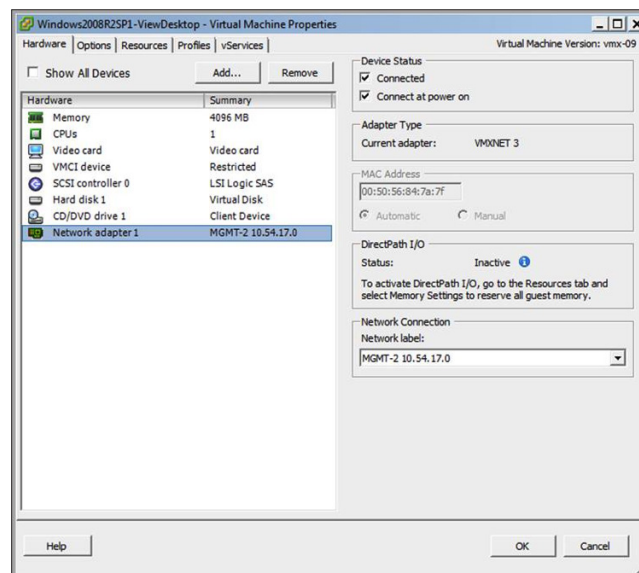 Windows2008R2SP1-ViewDesktop - Virtual Machine Properties
Hardware Options Resources Profiles vServices
Virtual Machine Version: vmx-09
Show All Devices
Add...
Remove
Hardware Summary
Memory 4096 MB
CPUs 1
Video card Video card
VMCI device Restricted
SCSI controller 0 LSI Logic SAS
Hard disk 1 Virtual Disk
CD/DVD drive 1 Client Device
Network adapter 1 MGMT-2 10.54.17.0
Device Status
Connected
Connect at power on
Adapter Type
Current adapter: VMXNET 3
MAC Address
00:50:56:84:7a:7f
Automatic Manual
DirectPath I/O
Status: Inactive
To activate DirectPath I/O, go to the Resources tab and
select Memory Settings to reserve all guest memory.
Network Connection
Network label:
MGMT-2 10.54.17.0
Help
OK
Cancel